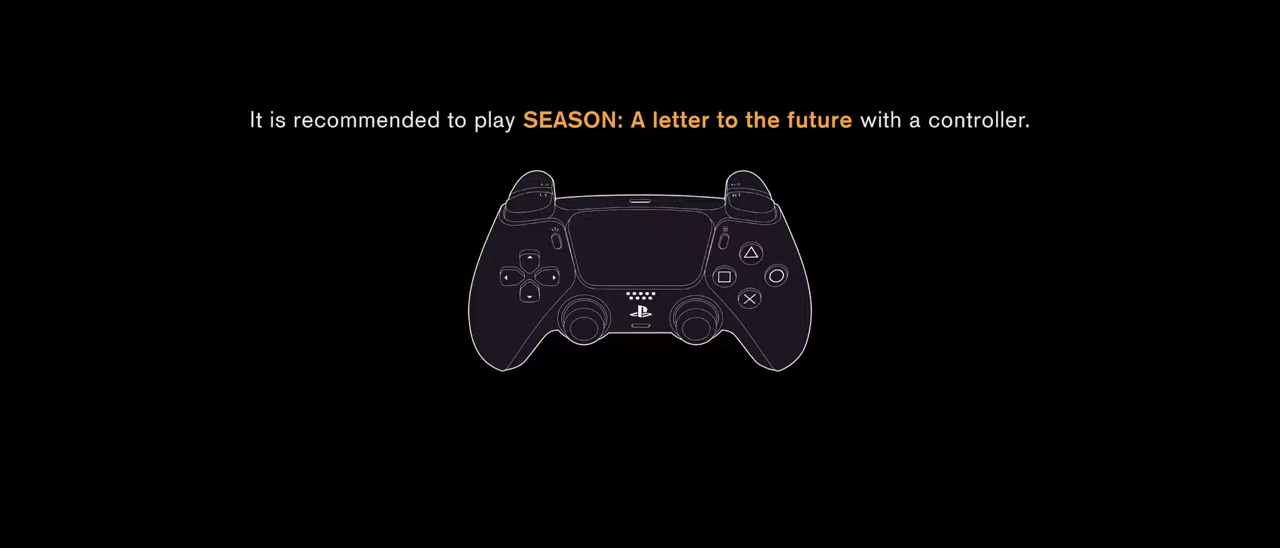 It is recommended to play SEASON: A letter to the future with a controller.